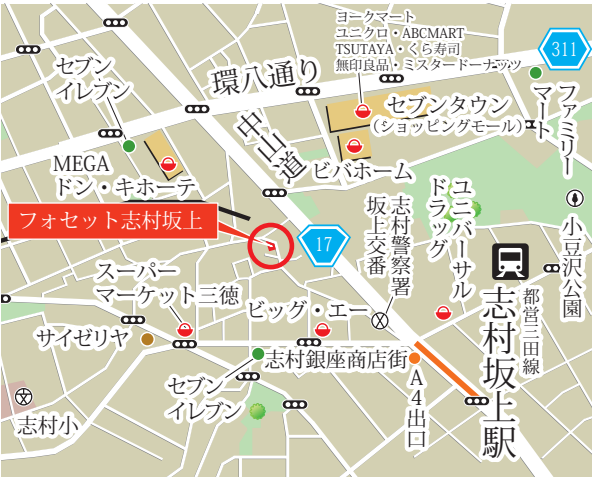 ヨークマート
ユニクロ・ABCMART
TSUTAYA・くら寿司
無印良品・ミスタードーナッツ
311
セブン
イレブン
環八通り
セブンタウン
(ショッピングモール)
ファミリー
マート
中山道
ビバホーム
MEGA
ドン・キホーテ
ユニバーサル
ドラッグ
志村警察署
坂上交番
小豆沢公園
フォセット志村坂上
17
スーパー
マーケット三徳
ビッグ・エー
都営三田線
志村坂上駅
サイゼリヤ
志村銀座商店街
A4出口
セブン
イレブン
志村小